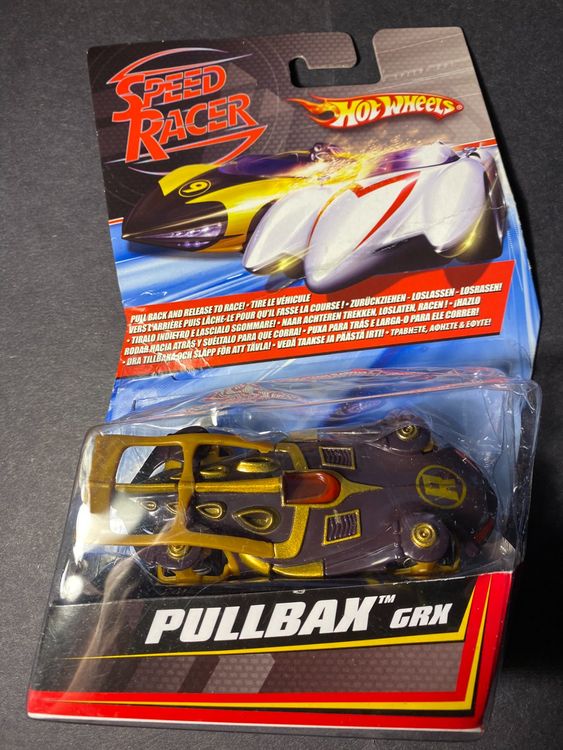 SPEED
RACER
HOT WHEELS®
9
PULL BACK AND RELEASE TO RACE! • TIRE LE VÉHICULE
VERS L'ARRIÈRE PUIS LÂCHE-LE POUR QU'IL FASSE LA COURSE ! • ZURÜCKZIEHEN - LOSLASSEN - LOSRASEN!
• TIRALO INDIETRO E LASCIALO SGOMMARE! • NAAR ACHTEREN TREKKEN, LOSLATEN, RACEN ! • ¡HAZLO
RODAR HACIA ATRÁS Y SUÉLTALO PARA QUE CORRA! • PUXA PARA TRÁS E LARGA-O PARA ELE CORRER!
• DRA TILLBAKA OCH SLÄPP FÖR ATT TÄVLA! • VEDÄ TAAKSE JA PÄÄSTÄ IRTI! • ΤΡΑΒΗΞΤΕ, ΑΦΗΣΤΕ & ΕΦΥΓΕ!
PULLBAX™ GRX